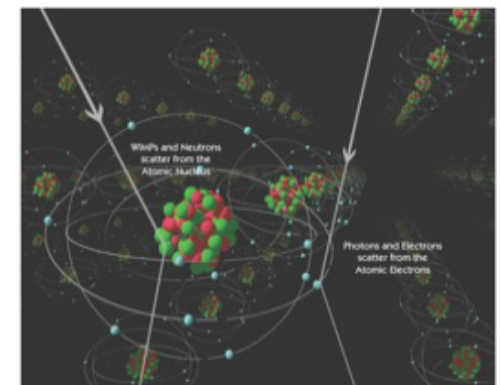 WIMPs and Neutrons
scatter from the
Atomic Nucleus
Photons and Electrons
scatter from the
Atomic Electrons